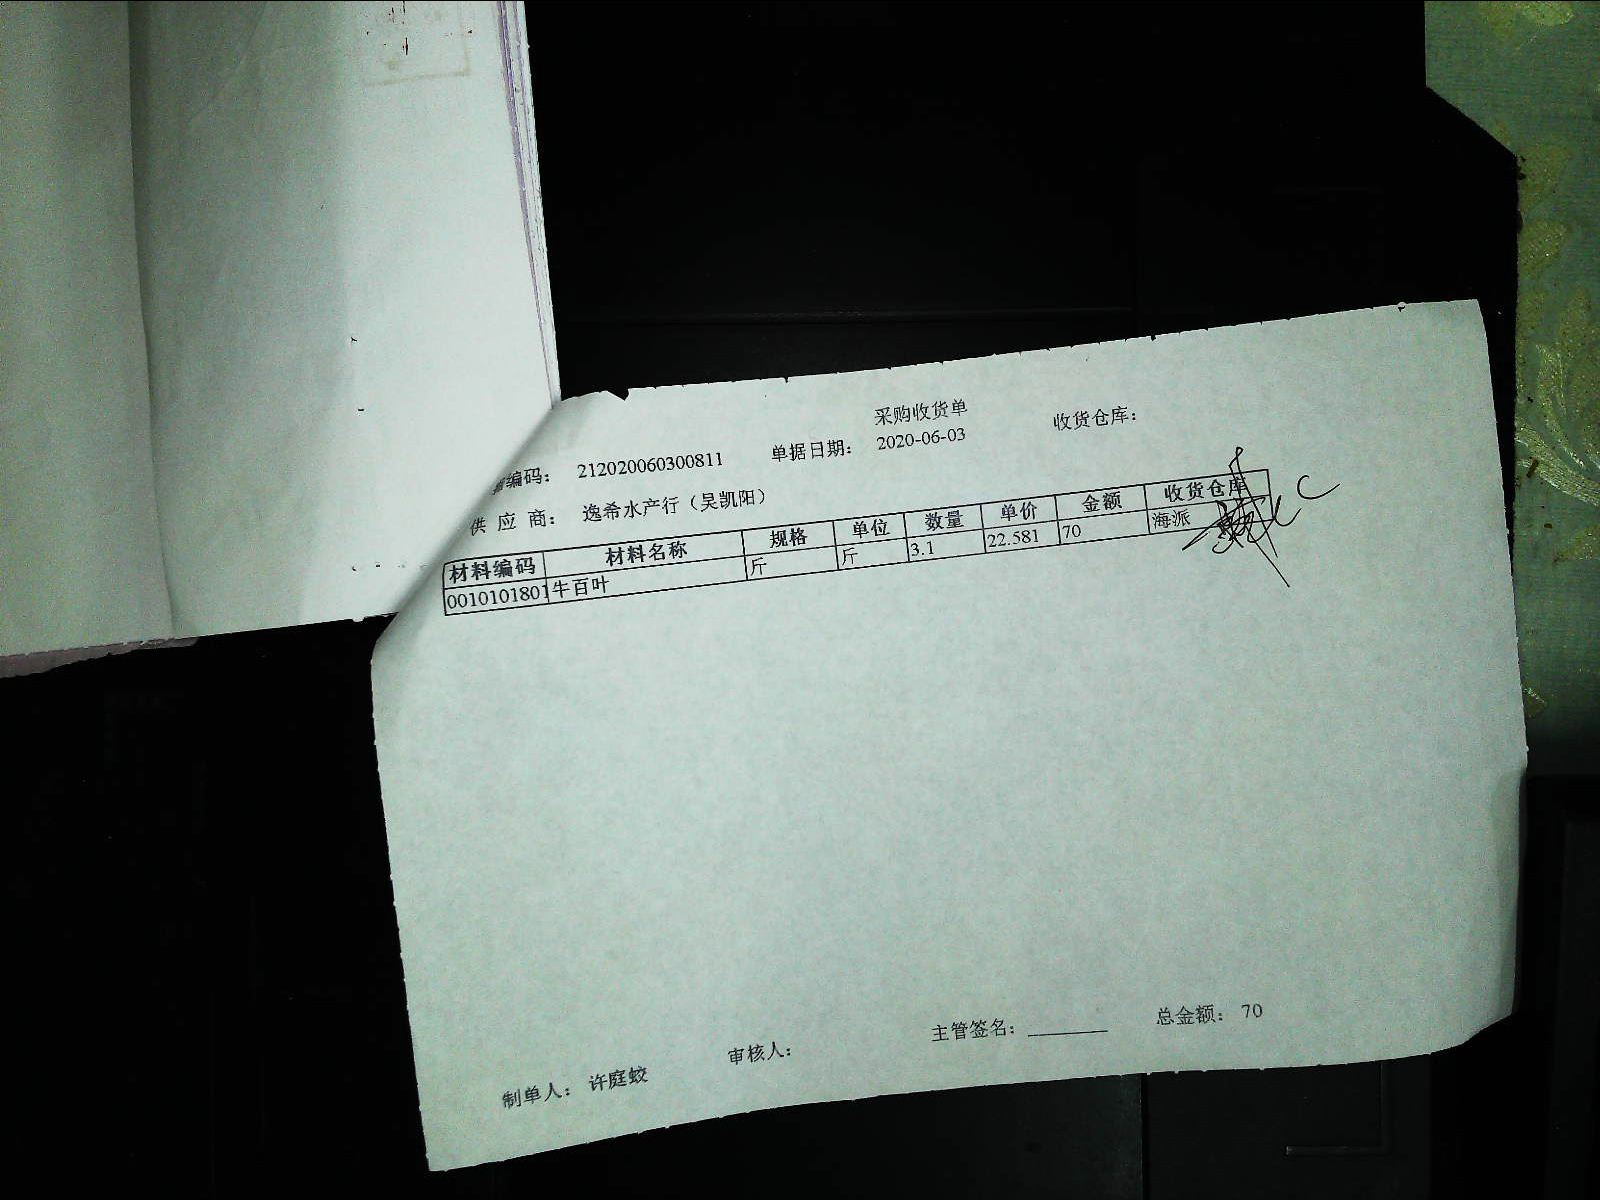 采购收货单
编码： 212020060300811 单据日期： 2020-06-03 收货仓库：
供 应 商： 逸希水产行（吴凯阳）
材料编码 材料名称 规格 单位 数量 单价 金额 收货仓库
0010101801 牛百叶 斤 斤 3.1 22.581 70 海派
制单人： 许庭蛟 审核人： 主管签名： ________ 总金额： 70